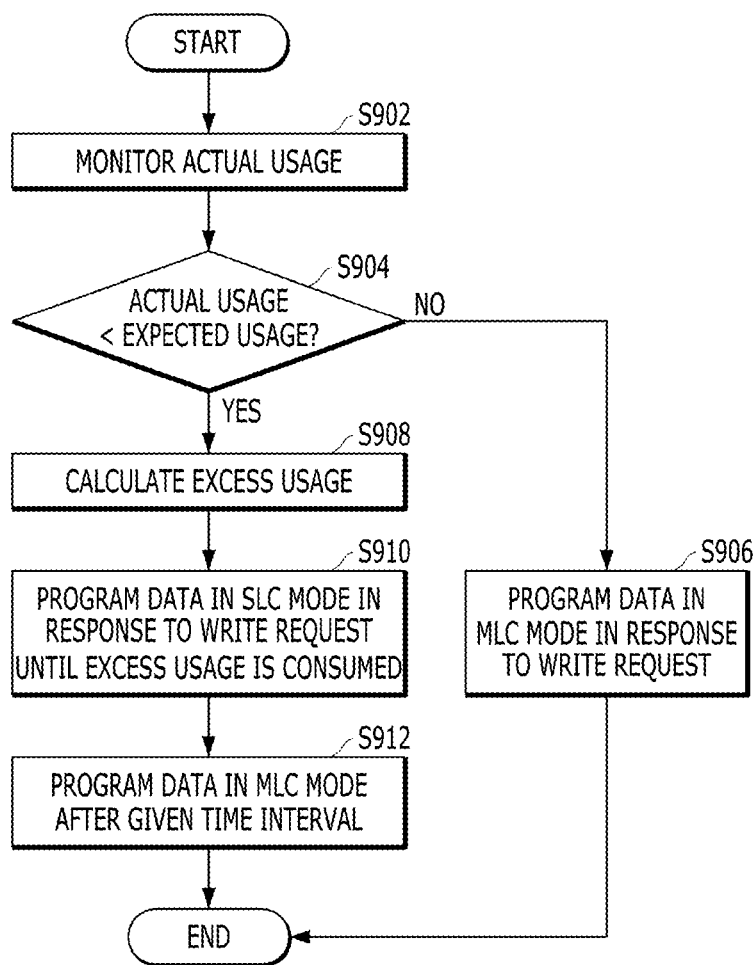 START
S902
MONITOR ACTUAL USAGE
S904
ACTUAL USAGE
< EXPECTED USAGE?
NO
YES
S908
CALCULATE EXCESS USAGE
S910
PROGRAM DATA IN SLC MODE IN
RESPONSE TO WRITE REQUEST
UNTIL EXCESS USAGE IS CONSUMED
S906
PROGRAM DATA IN
MLC MODE IN RESPONSE
TO WRITE REQUEST
S912
PROGRAM DATA IN MLC MODE
AFTER GIVEN TIME INTERVAL
END